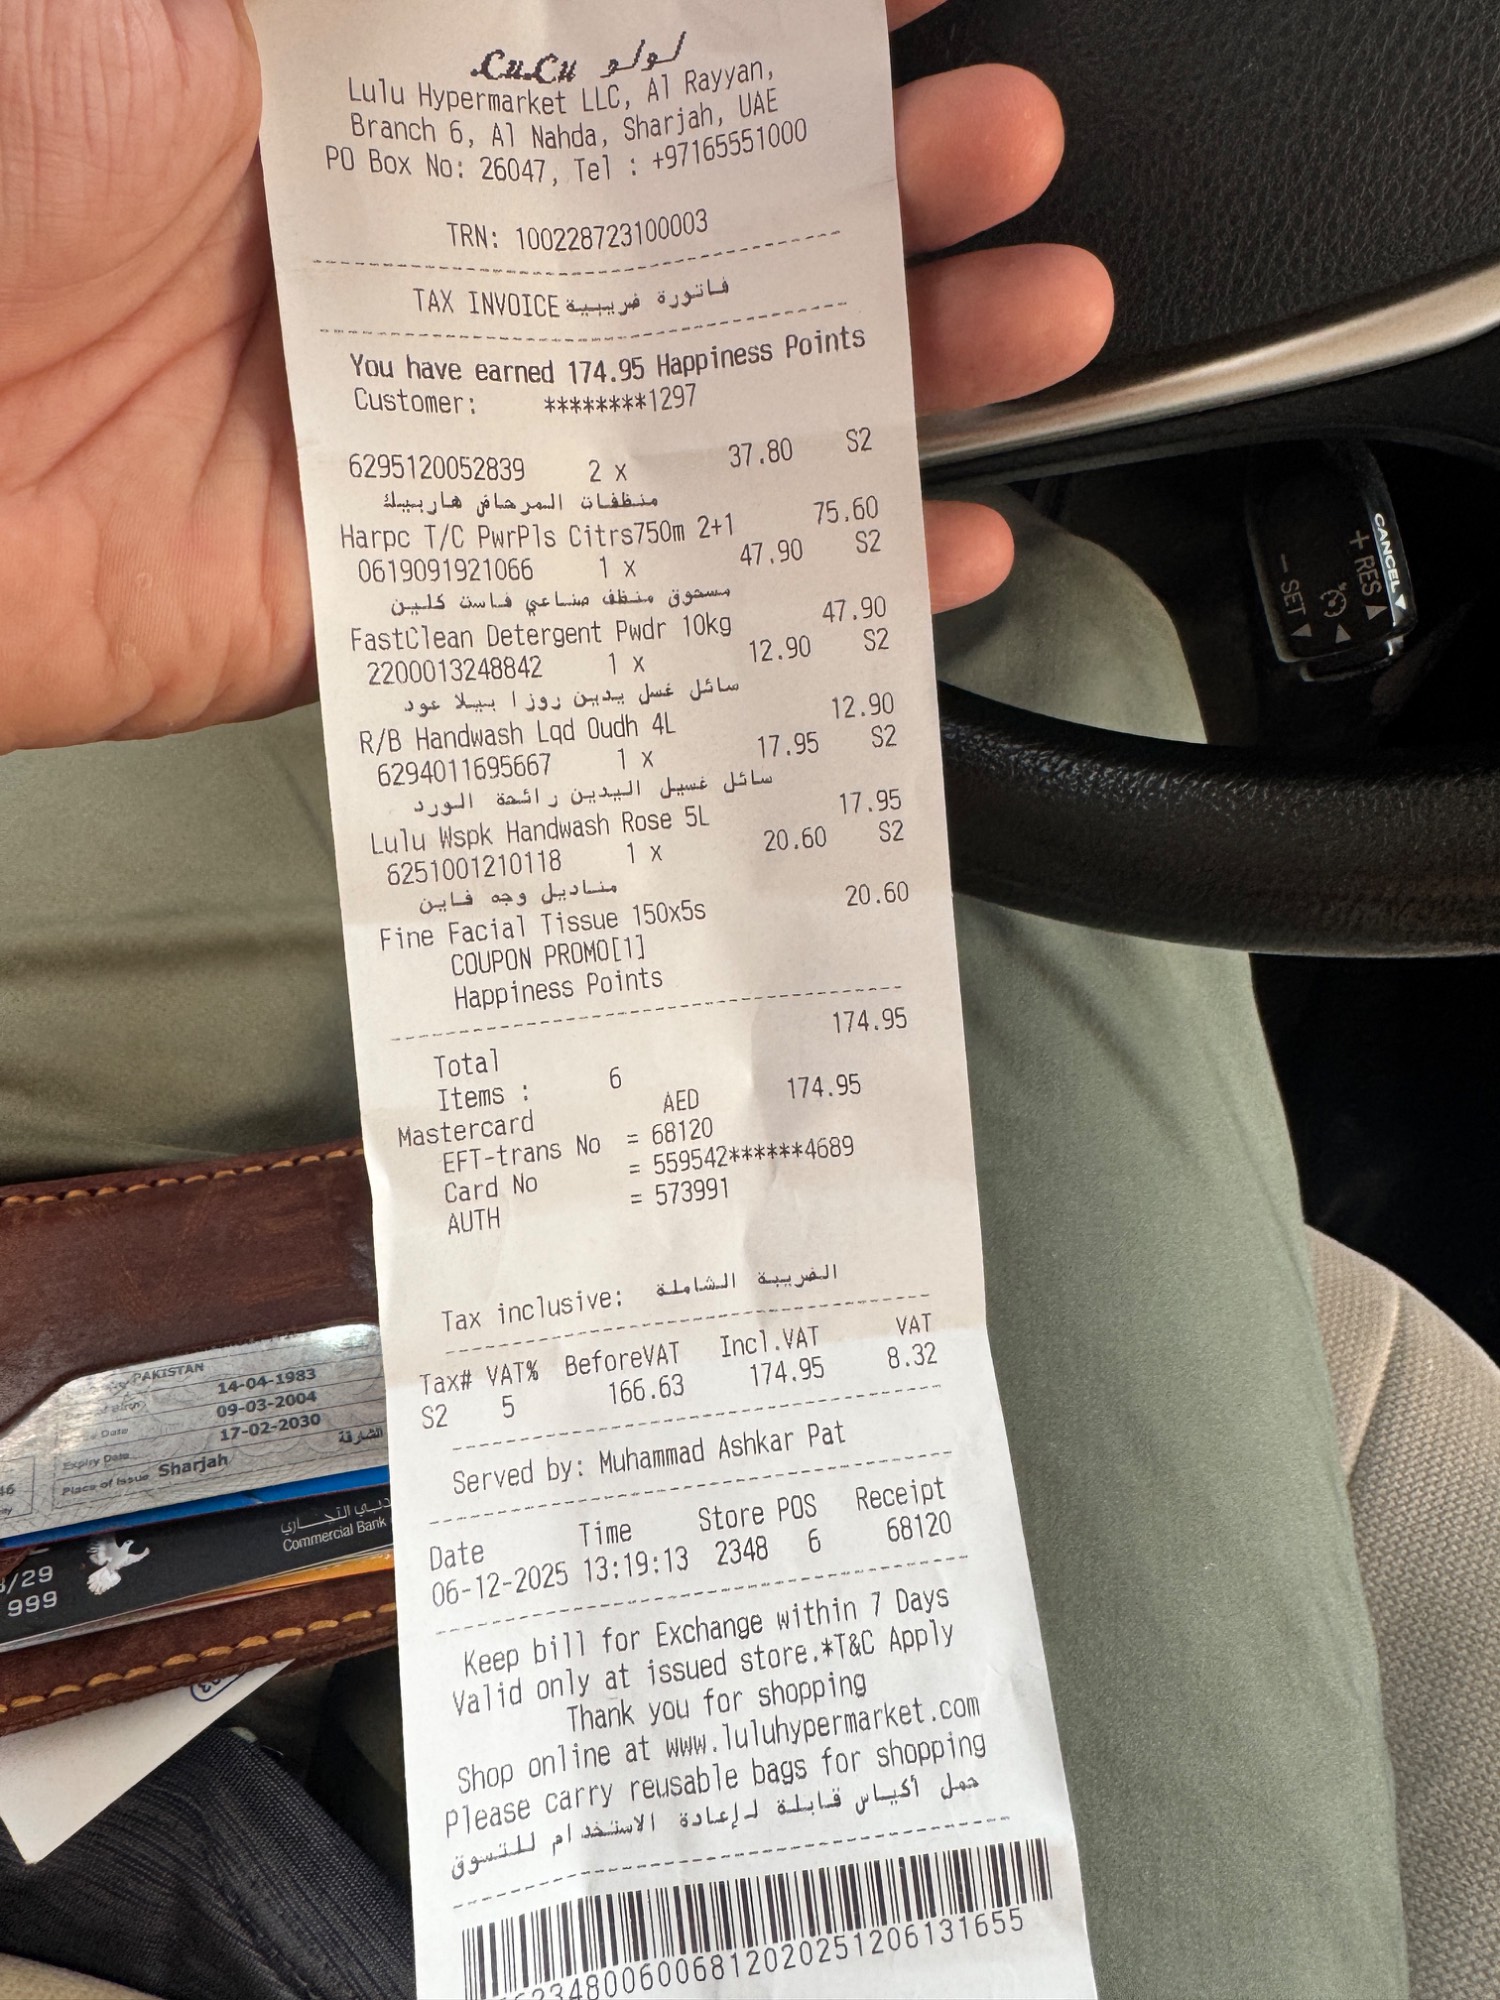 LuLu لولو
Lulu Hypermarket LLC, Al Rayyan,
Branch 6, Al Nahda, Sharjah, UAE
PO Box No: 26047, Tel : +97165551000
TRN: 100228723100003
TAX INVOICE فاتورة ضريبية
You have earned 174.95 Happiness Points
Customer: ********1297
6295120052839 2 x 37.80 S2
منظفات المرحاض هاربيك
Harpc T/C PwrPls Citrs750m 2+1 75.60
0619091921066 1 x 47.90 S2
مسحوق منظف صناعي فاست كلين
FastClean Detergent Pwdr 10kg 47.90
2200013248842 1 x 12.90 S2
سائل غسل يدين روزا بيلا عود
R/B Handwash Lqd Oudh 4L 12.90
6294011695667 1 x 17.95 S2
سائل غسيل اليدين رائحة الورد
Lulu Wspk Handwash Rose 5L 17.95
6251001210118 1 x 20.60 S2
مناديل وجه فاين
Fine Facial Tissue 150x5s 20.60
COUPON PROMO[1]
Happiness Points
Total 174.95
Items : 6
Mastercard AED 174.95
EFT-trans No = 68120
Card No = 559542******4689
AUTH = 573991
Tax inclusive: الضريبة الشاملة
Tax# VAT% BeforeVAT Incl.VAT VAT
S2 5 166.63 174.95 8.32
Served by: Muhammad Ashkar Pat
Date Time Store POS Receipt
06-12-2025 13:19:13 2348 6 68120
Keep bill for Exchange within 7 Days
Valid only at issued store.*T&C Apply
Thank you for shopping
Shop online at www.luluhypermarket.com
Please carry reusable bags for shopping
حمل أكياس قابلة لإعادة الاستخدام للتسوق
23480060068120202512061316​55
CANCEL
+ RES
- SET
PAKISTAN
14-04-1983
Date 09-03-2004
Expiry Date 17-02-2030
Place of Issue Sharjah الشارقة
دبي التجاري
Commercial Bank
/29
999